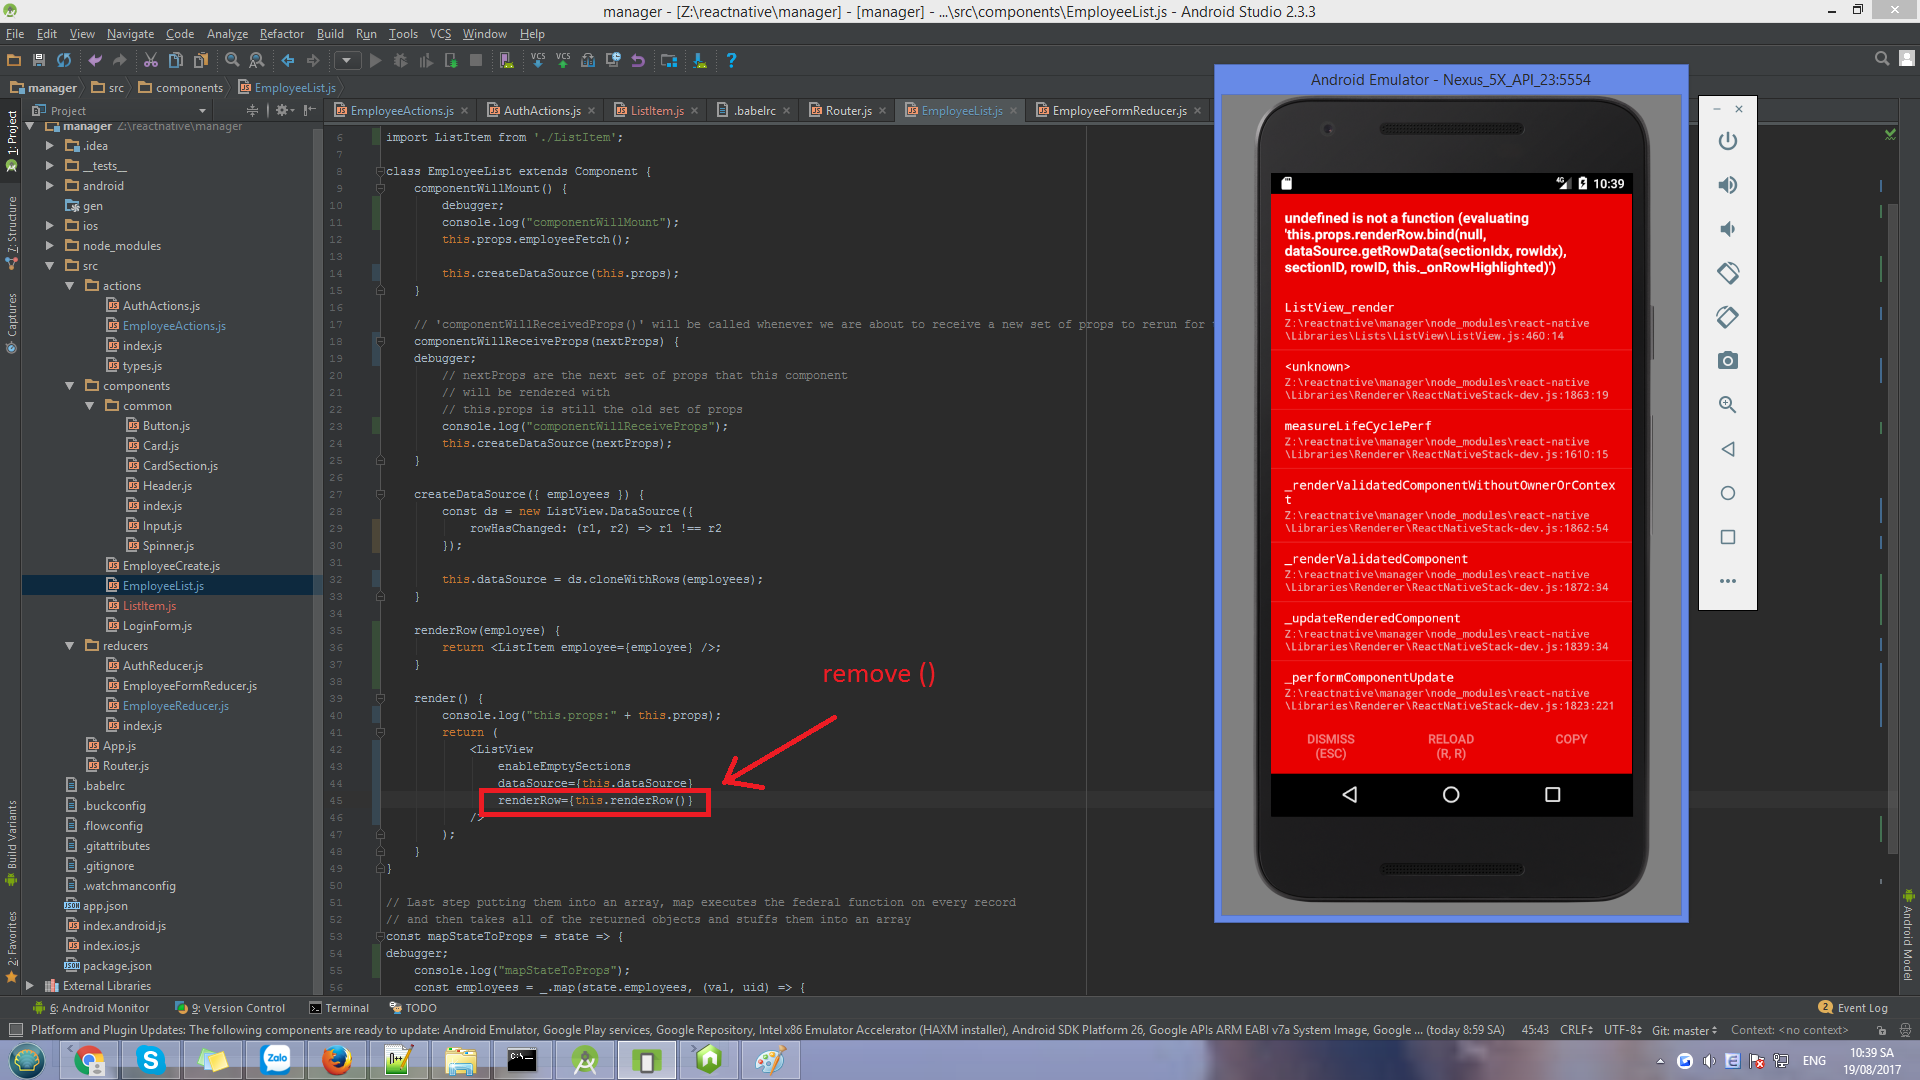 manager - [Z:\reactnative\manager] - [manager] - ...\src\components\EmployeeList.js - Android Studio 2.3.3
File Edit View Navigate Code Analyze Refactor Build Run Tools VCS Window Help
manager src components EmployeeList.js
Project
EmployeeActions.js AuthActions.js ListItem.js .babelrc Router.js EmployeeList.js EmployeeFormReducer.js
1: Project
7: Structure
Captures
Build Variants
2: Favorites
manager Z:\reactnative\manager
.idea
__tests__
android
gen
ios
node_modules
src
actions
AuthActions.js
EmployeeActions.js
index.js
types.js
components
common
Button.js
Card.js
CardSection.js
Header.js
index.js
Input.js
Spinner.js
EmployeeCreate.js
EmployeeList.js
ListItem.js
LoginForm.js
reducers
AuthReducer.js
EmployeeFormReducer.js
EmployeeReducer.js
index.js
App.js
Router.js
.babelrc
.buckconfig
.flowconfig
.gitattributes
.gitignore
.watchmanconfig
app.json
index.android.js
index.ios.js
package.json
External Libraries
6 import ListItem from './ListItem';
7
8 class EmployeeList extends Component {
9 componentWillMount() {
10 debugger;
11 console.log("componentWillMount");
12 this.props.employeeFetch();
13
14 this.createDataSource(this.props);
15 }
16
17 // 'componentWillReceivedProps()' will be called whenever we are about to receive a new set of props to rerun for
18 componentWillReceiveProps(nextProps) {
19 debugger;
20 // nextProps are the next set of props that this component
21 // will be rendered with
22 // this.props is still the old set of props
23 console.log("componentWillReceiveProps");
24 this.createDataSource(nextProps);
25 }
26
27 createDataSource({ employees }) {
28 const ds = new ListView.DataSource({
29 rowHasChanged: (r1, r2) => r1 !== r2
30 });
31
32 this.dataSource = ds.cloneWithRows(employees);
33 }
34
35 renderRow(employee) {
36 return <ListItem employee={employee} />;
37 }
38
39 render() {
40 console.log("this.props:" + this.props);
41 return (
42 <ListView
43 enableEmptySections
44 dataSource={this.dataSource}
45 renderRow={this.renderRow()}
46 />
47 );
48 }
49 }
50
51 // Last step putting them into an array, map executes the federal function on every record
52 // and then takes all of the returned objects and stuffs them into an array
53 const mapStateToProps = state => {
54 debugger;
55 console.log("mapStateToProps");
56 const employees = _.map(state.employees, (val, uid) => {
remove ()
Android Emulator - Nexus_5X_API_23:5554
4G 10:39
undefined is not a function (evaluating
'this.props.renderRow.bind(null,
dataSource.getRowData(sectionIdx, rowIdx),
sectionID, rowID, this._onRowHighlighted)')
ListView_render
Z:\reactnative\manager\node_modules\react-native
\Libraries\Lists\ListView\ListView.js:460:14
<unknown>
Z:\reactnative\manager\node_modules\react-native
\Libraries\Renderer\ReactNativeStack-dev.js:1863:19
measureLifeCyclePerf
Z:\reactnative\manager\node_modules\react-native
\Libraries\Renderer\ReactNativeStack-dev.js:1610:15
_renderValidatedComponentWithoutOwnerOrContex
t
Z:\reactnative\manager\node_modules\react-native
\Libraries\Renderer\ReactNativeStack-dev.js:1862:54
_renderValidatedComponent
Z:\reactnative\manager\node_modules\react-native
\Libraries\Renderer\ReactNativeStack-dev.js:1872:34
_updateRenderedComponent
Z:\reactnative\manager\node_modules\react-native
\Libraries\Renderer\ReactNativeStack-dev.js:1839:34
_performComponentUpdate
Z:\reactnative\manager\node_modules\react-native
\Libraries\Renderer\ReactNativeStack-dev.js:1823:221
DISMISS RELOAD COPY
(ESC) (R, R)
Android Model
6: Android Monitor 9: Version Control Terminal TODO 2 Event Log
Platform and Plugin Updates: The following components are ready to update: Android Emulator, Google Play services, Google Repository, Intel x86 Emulator Accelerator (HAXM installer), Android SDK Platform 26, Google APIs ARM EABI v7a System Image, Google ... (today 8:59 SA) 45:43 CRLF UTF-8 Git: master Context: <no context>
Zalo
ENG 10:39 SA
19/08/2017